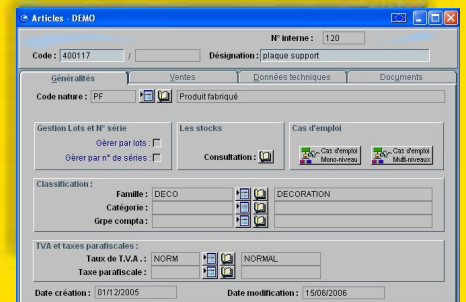 Articles - DEMO
N° interne : 120
Code : 400117 / Désignation : plaque support
Généralités Ventes Données techniques Documents
Code nature : PF Produit fabriqué
Gestion Lots et N° série Les stocks Cas d'emploi
Gérer par lots :
Gérer par n° de séries : Consultation : Cas d'emploi Mono-niveau Cas d'emploi Multi-niveaux
Classification :
Famille : DECO DECORATION
Catégorie :
Grpe compta :
TVA et taxes parafiscales :
Taux de T.V.A. : NORM NORMAL
Taxe parafiscale :
Date création : 01/12/2005 Date modification : 15/06/2006